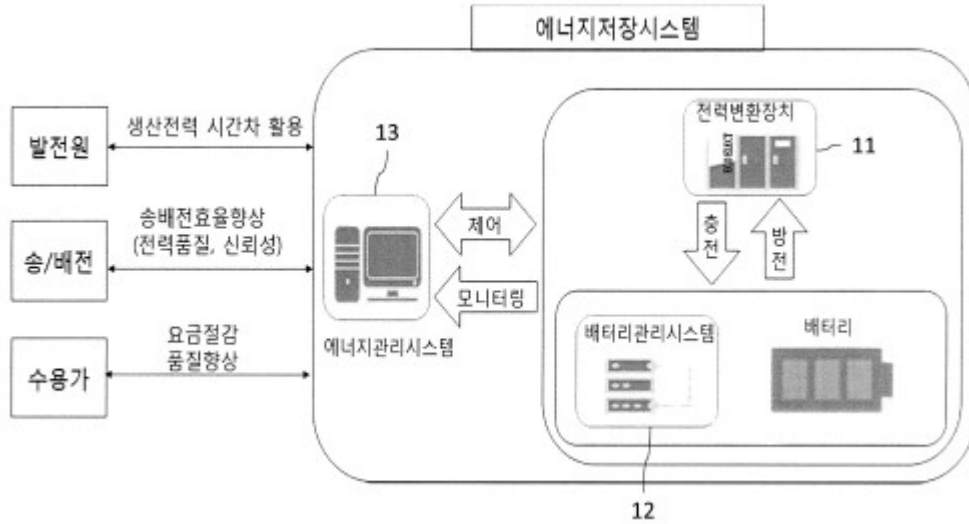 에너지저장시스템
발전원
생산전력 시간차 활용
송/배전
송배전효율향상
(전력품질, 신뢰성)
수용가
요금절감
품질향상
13
에너지관리시스템
제어
모니터링
전력변환장치
11
충전
방전
배터리관리시스템
배터리
12